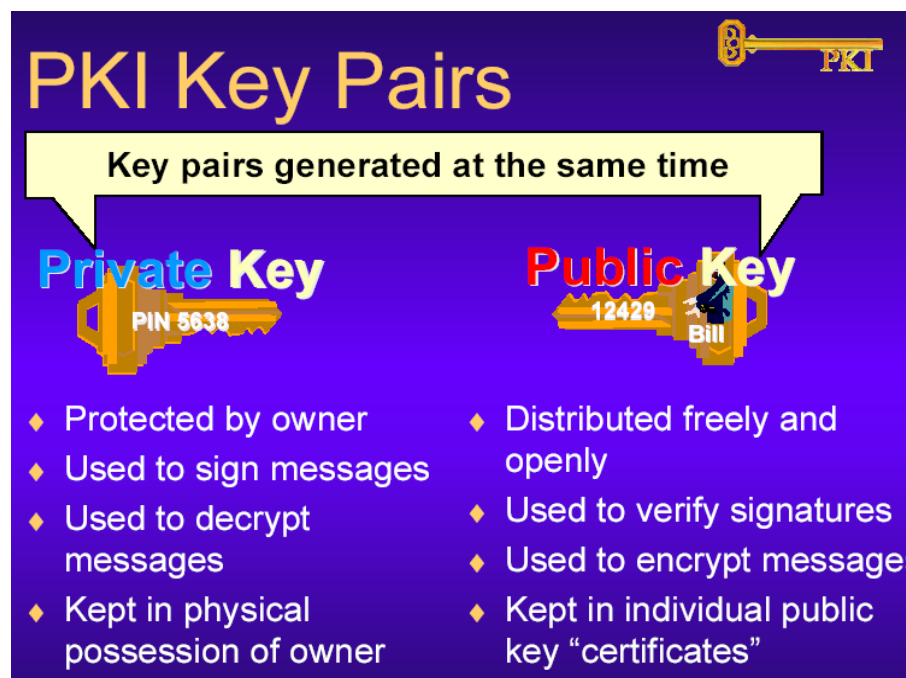 PKI Key Pairs
PKI
Key pairs generated at the same time
Private Key
PIN 5638
Protected by owner
Used to sign messages
Used to decrypt
messages
Kept in physical
possession of owner
Public Key
12429
Bill
Distributed freely and
openly
Used to verify signatures
Used to encrypt message
Kept in individual public
key “certificates”